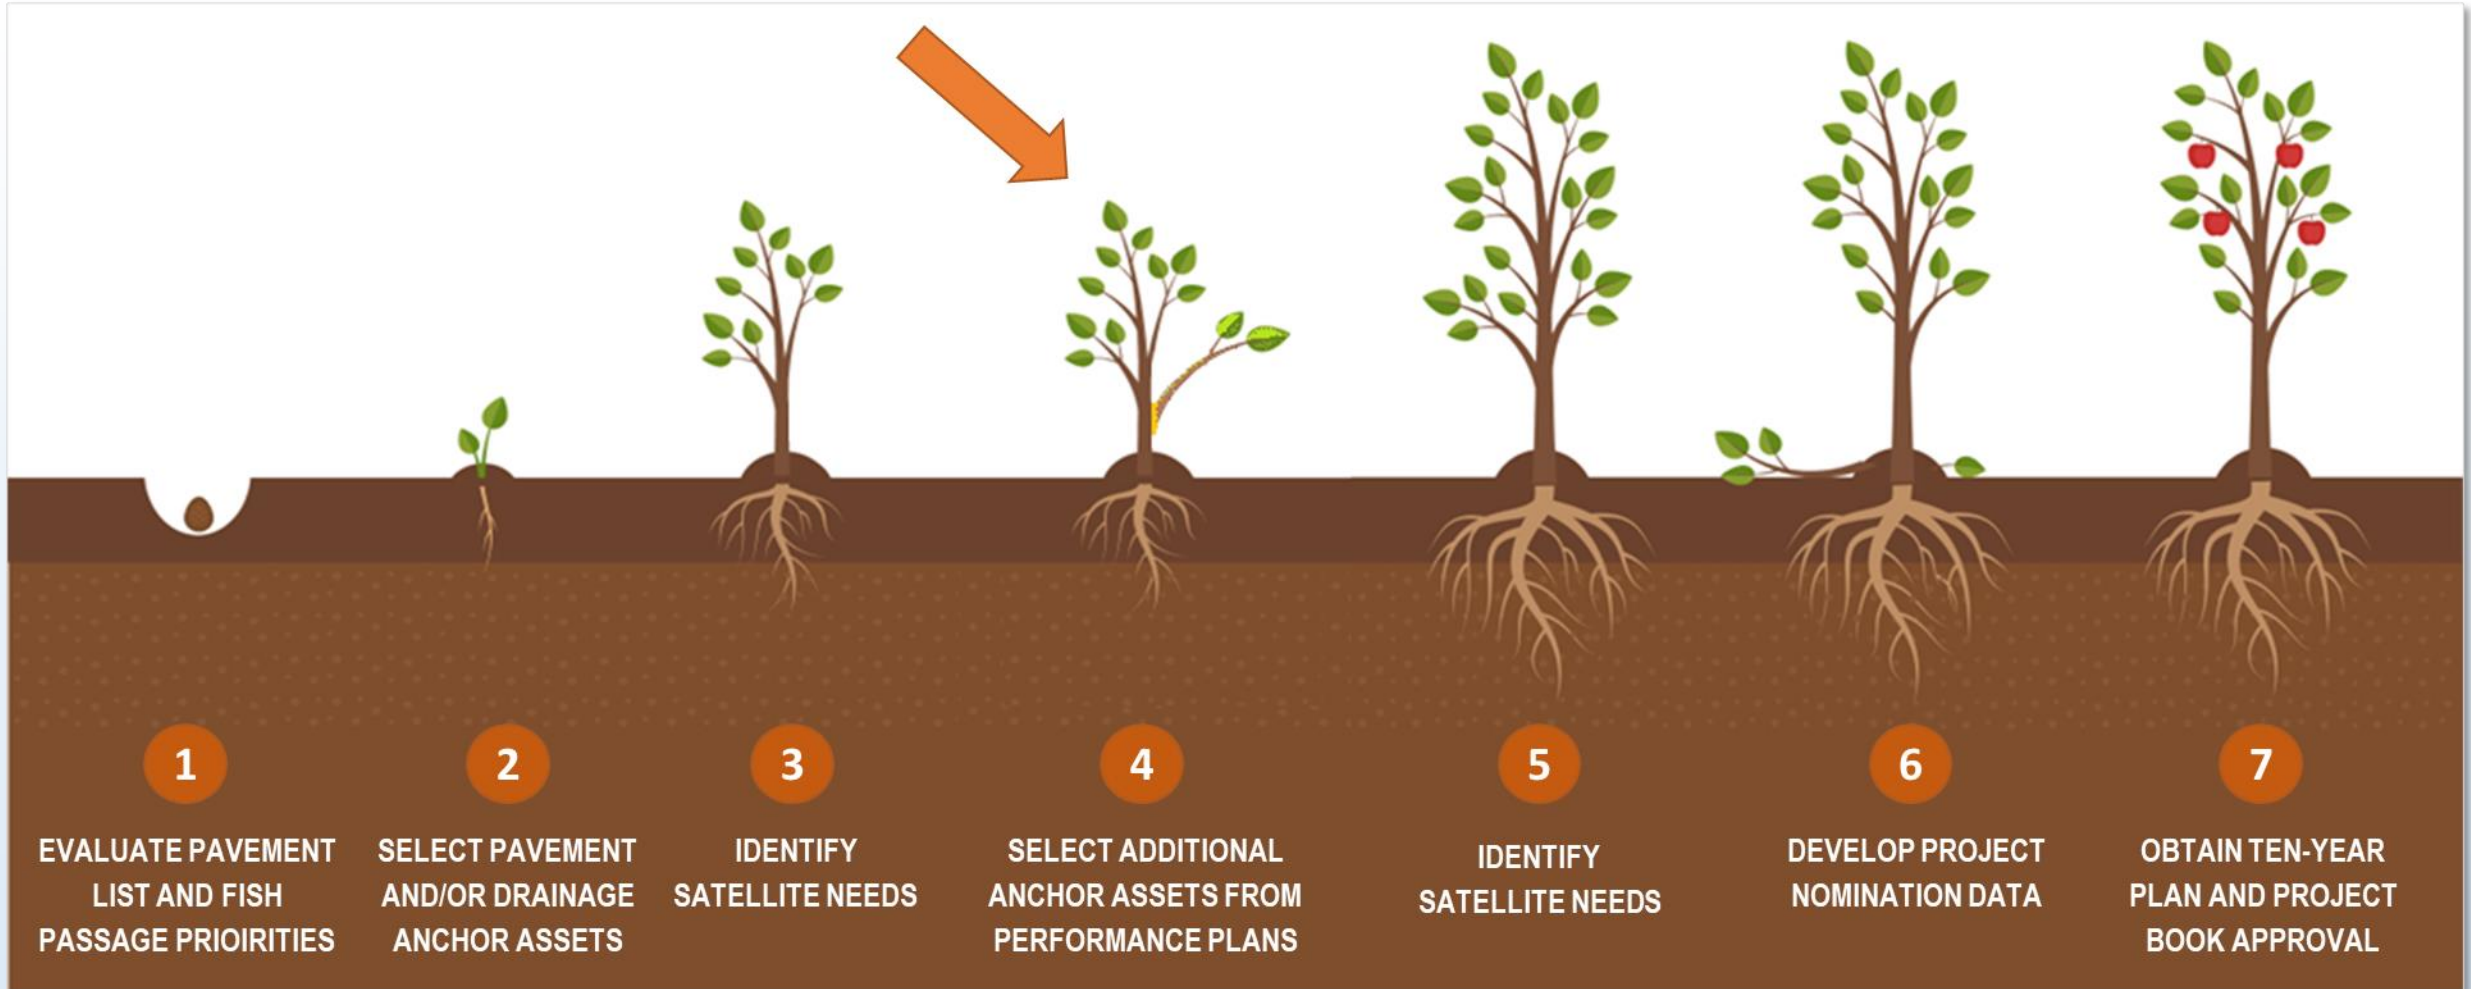 1
EVALUATE PAVEMENT
LIST AND FISH
PASSAGE PRIOIRITIES
2
SELECT PAVEMENT
AND/OR DRAINAGE
ANCHOR ASSETS
3
IDENTIFY
SATELLITE NEEDS
4
SELECT ADDITIONAL
ANCHOR ASSETS FROM
PERFORMANCE PLANS
5
IDENTIFY
SATELLITE NEEDS
6
DEVELOP PROJECT
NOMINATION DATA
7
OBTAIN TEN-YEAR
PLAN AND PROJECT
BOOK APPROVAL